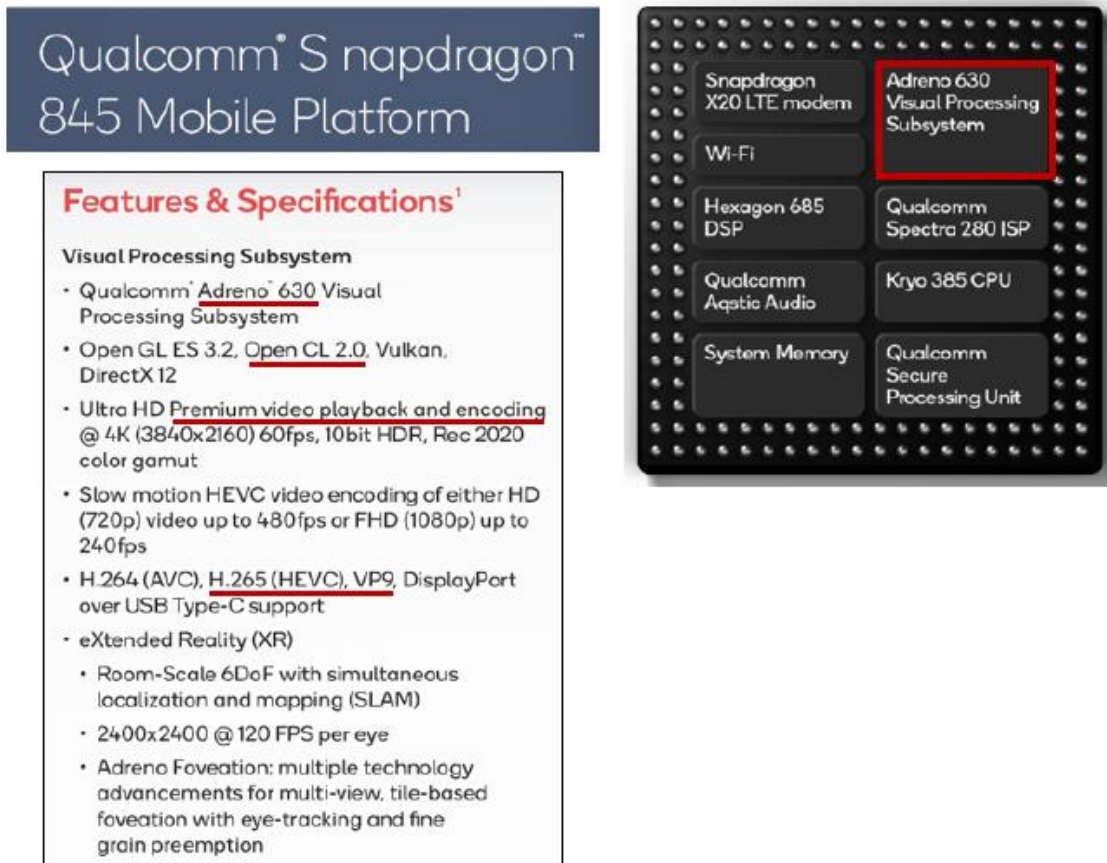 Qualcomm® S napdragon™
845 Mobile Platform
Features & Specifications¹
Visual Processing Subsystem
· Qualcomm® Adreno™ 630 Visual
Processing Subsystem
• Open GL ES 3.2, Open CL 2.0, Vulkan,
DirectX 12
• Ultra HD Premium video playback and encoding
@ 4K (3840x2160) 60fps, 10bit HDR, Rec 2020
color gamut
• Slow motion HEVC video encoding of either HD
(720p) video up to 480fps or FHD (1080p) up to
240fps
• H.264 (AVC), H.265 (HEVC), VP9, DisplayPort
over USB Type-C support
· eXtended Reality (XR)
• Room-Scale 6DoF with simultaneous
localization and mapping (SLAM)
· 2400x2400 @ 120 FPS per eye
• Adreno Foveation: multiple technology
advancements for multi-view, tile-based
foveation with eye-tracking and fine
grain preemption
Snapdragon
X20 LTE modem
Wi-Fi
Hexagon 685
DSP
Qualcomm
Aqstic Audio
System Memory
Adreno 630
Visual Processing
Subsystem
Qualcomm
Spectra 280 ISP
Kryo 385 CPU
Qualcomm
Secure
Processing Unit